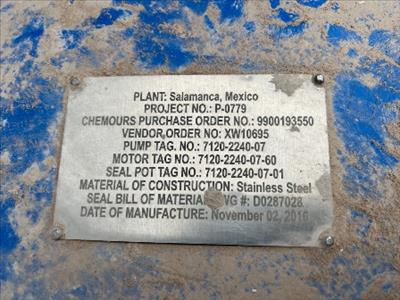 PLANT: Salamanca, Mexico
PROJECT NO.: P-0779
CHEMOURS PURCHASE ORDER NO.: 9900193550
VENDOR ORDER NO: XW10695
PUMP TAG. NO.: 7120-2240-07
MOTOR TAG NO.: 7120-2240-07-60
SEAL POT TAG NO.: 7120-2240-07-01
MATERIAL OF CONSTRUCTION: Stainless Steel
SEAL BILL OF MATERIAL WG #: D0287028
DATE OF MANUFACTURE: November 02, 2016